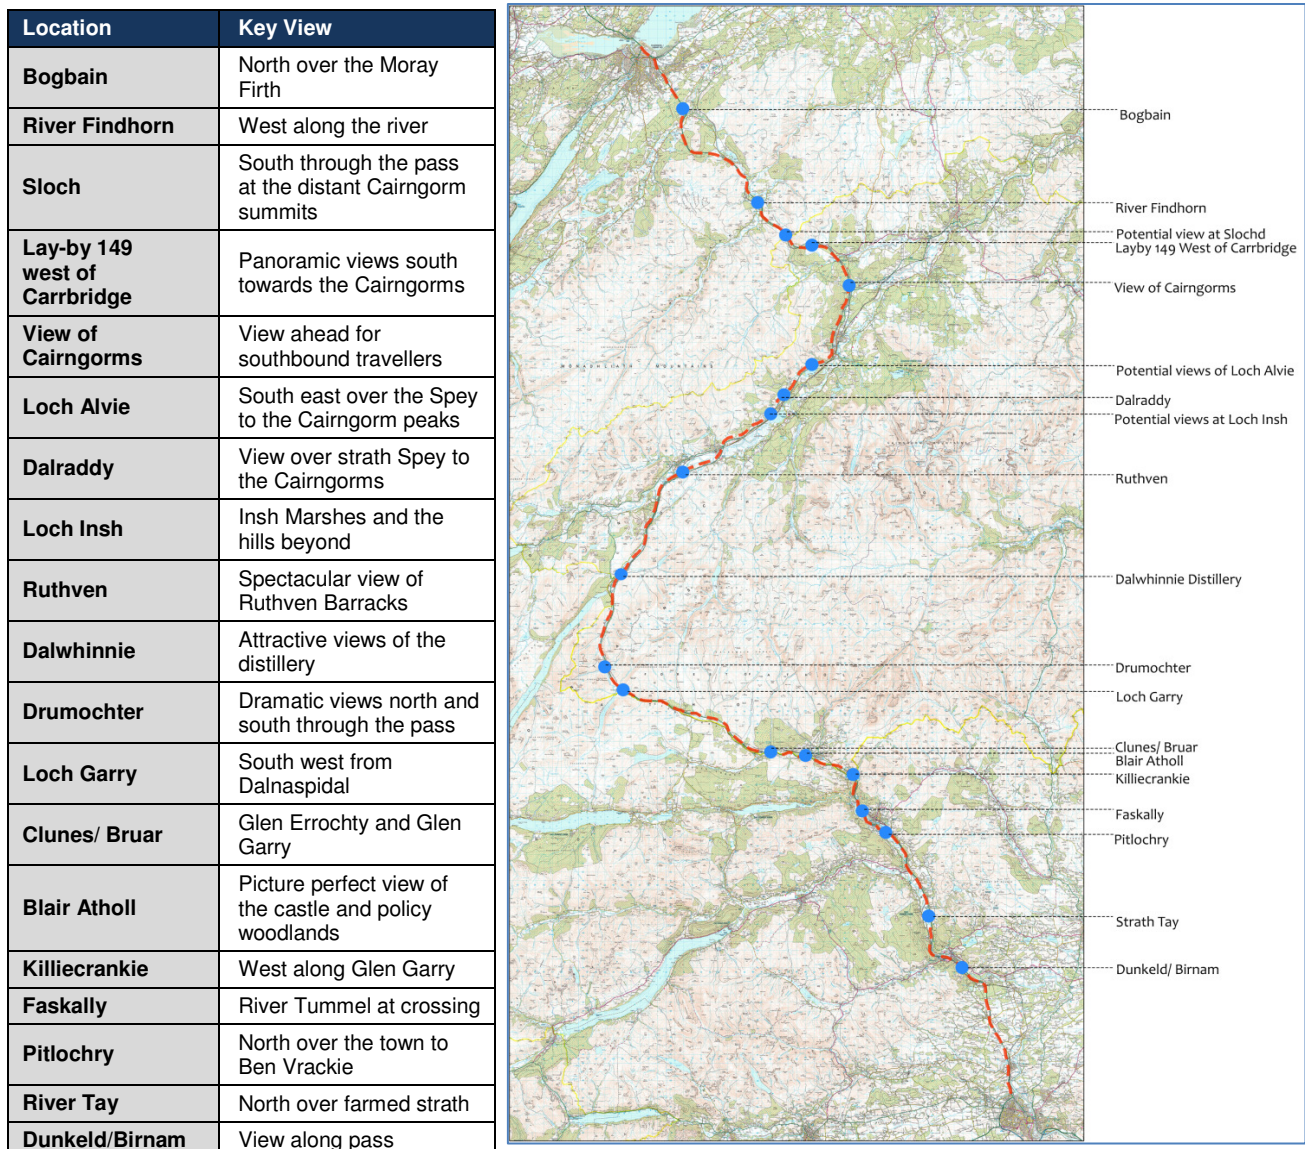 Location Key View
Bogbain North over the Moray
Firth
River Findhorn West along the river
Sloch South through the pass
at the distant Cairngorm
summits
Lay-by 149
west of
Carrbridge
Panoramic views south
towards the Cairngorms
View of
Cairngorms
View ahead for
southbound travellers
Loch Alvie South east over the Spey
to the Cairngorm peaks
Dalraddy View over strath Spey to
the Cairngorms
Loch Insh Insh Marshes and the
hills beyond
Ruthven Spectacular view of
Ruthven Barracks
Dalwhinnie Attractive views of the
distillery
Drumochter Dramatic views north and
south through the pass
Loch Garry South west from
Dalnaspidal
Clunes/ Bruar Glen Errochty and Glen
Garry
Blair Atholl Picture perfect view of
the castle and policy
woodlands
Killiecrankie West along Glen Garry
Faskally River Tummel at crossing
Pitlochry North over the town to
Ben Vrackie
River Tay North over farmed strath
Dunkeld/Birnam View along pass
Bogbain
River Findhorn
Potential view at Slochd
Layby 149 West of Carrbridge
View of Cairngorms
Potential views of Loch Alvie
Dalraddy
Potential views at Loch Insh
Ruthven
Dalwhinnie Distillery
Drumochter
Loch Garry
Clunes/ Bruar
Blair Atholl
Killiecrankie
Faskally
Pitlochry
Strath Tay
Dunkeld/ Birnam